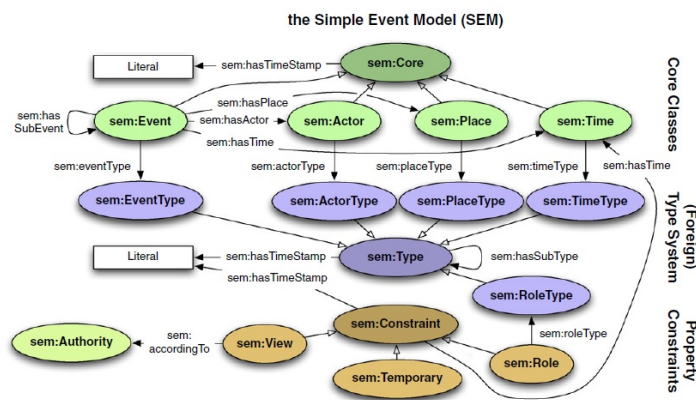 the Simple Event Model (SEM)
Literal
sem:hasTimeStamp
sem:Core
sem:has
SubEvent
sem:Event
sem:hasPlace
sem:hasActor
sem:hasTime
sem:Actor
sem:Place
sem:Time
Core Classes
sem:eventType
sem:actorType
sem:placeType
sem:timeType
sem:hasTime
sem:EventType
sem:ActorType
sem:PlaceType
sem:TimeType
(Foreign)
Type System
Literal
sem:hasTimeStamp
sem:hasTimeStamp
sem:Type
sem:hasSubType
sem:RoleType
sem:Constraint
sem:roleType
Property
Constraints
sem:Authority
sem:
accordingTo
sem:View
sem:Temporary
sem:Role